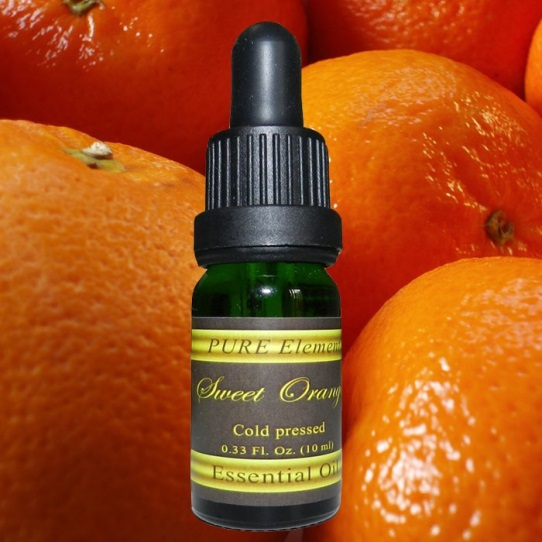 PURE Elemen
Sweet Orang
Cold pressed
0.33 Fl. Oz. (10 ml)
Essential Oi